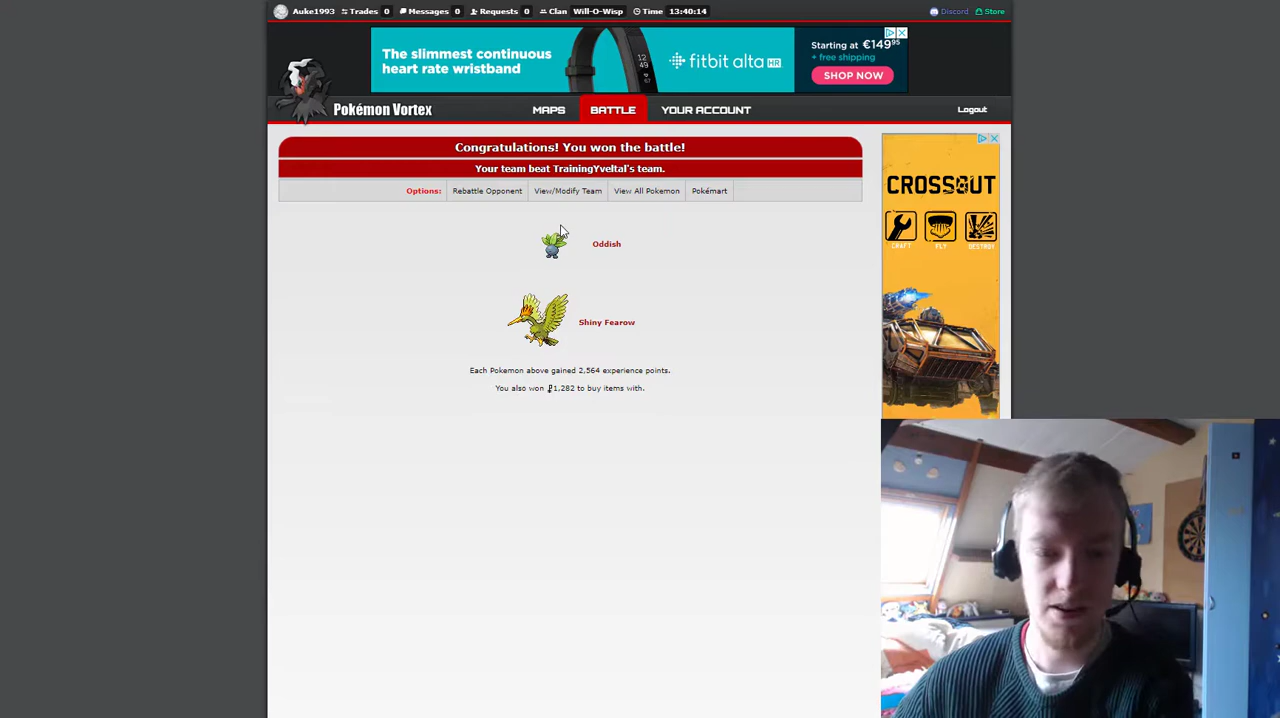 Auke1993 Trades 0 Messages 0 Requests 0 Clan Will-O-Wisp Time 13:40:14 Discord Store
The slimmest continuous
heart rate wristband
12
49
fitbit alta HR
Starting at €149⁹⁵
+ free shipping
SHOP NOW
Pokémon Vortex
MAPS BATTLE YOUR ACCOUNT Logout
Congratulations! You won the battle!
Your team beat TrainingYveltal's team.
Options: Rebattle Opponent View/Modify Team View All Pokemon Pokémart
Oddish
Shiny Fearow
Each Pokemon above gained 2,564 experience points.
You also won ₽1,282 to buy items with.
CROSSOUT
CRAFT FLY DESTROY